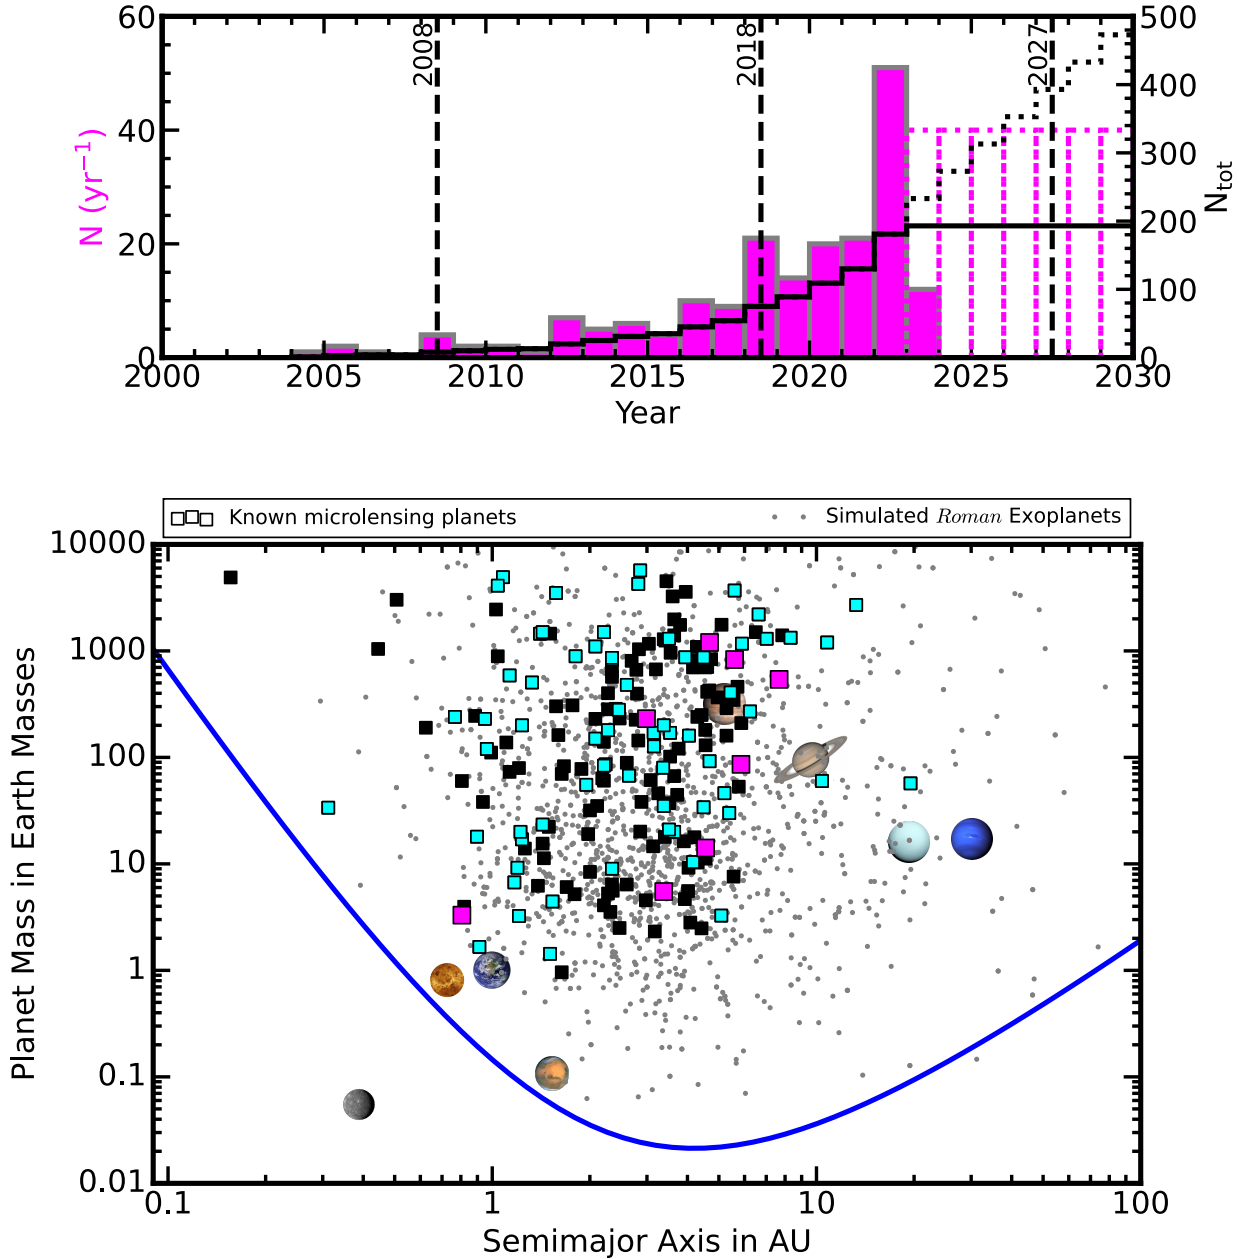 60
40
20
0
N (yr⁻¹)
2008
2018
2027
500
400
300
200
100
0
N_tot
2000 2005 2010 2015 2020 2025 2030
Year
Known microlensing planets
Simulated Roman Exoplanets
10000
1000
100
10
1
0.1
0.01
Planet Mass in Earth Masses
0.1 1 10 100
Semimajor Axis in AU